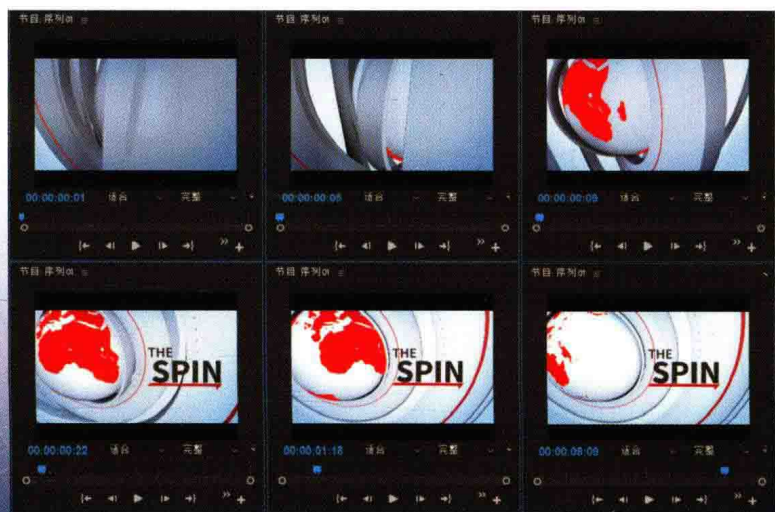 节目:序列01
节目:序列01
节目:序列01
00:00:00:01 适合 完整
00:00:00:05 适合 完整
00:00:00:09 适合 完整
节目:序列01
节目:序列01
节目:序列01
THE
SPIN
THE
SPIN
THE
SPIN
00:00:00:22 适合 完整
00:00:01:18 适合 完整
00:00:08:09 适合 完整